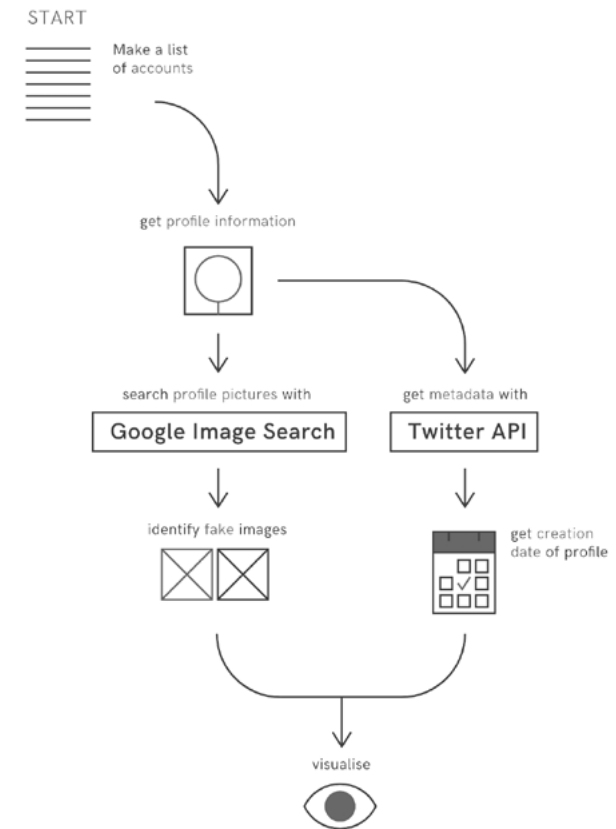 START
Make a list
of accounts
get profile information
search profile pictures with
get metadata with
Google Image Search
Twitter API
identify fake images
get creation
date of profile
visualise